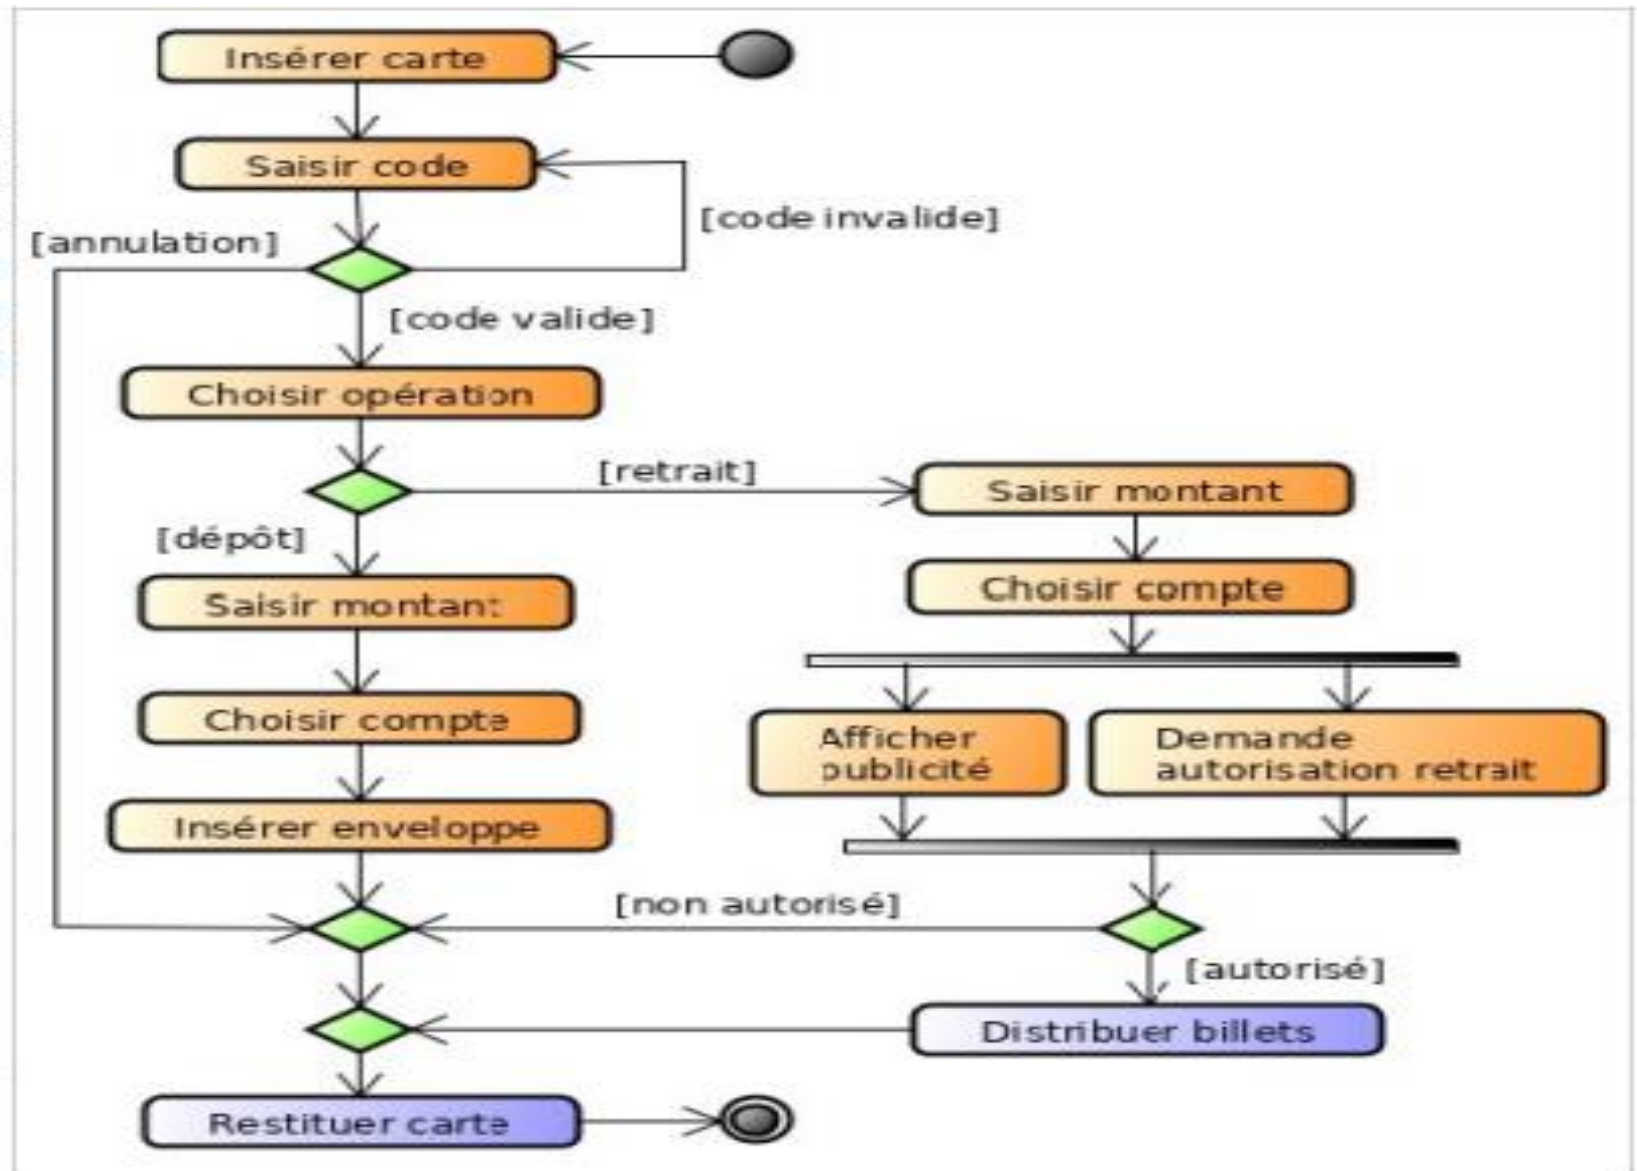 Insérer carte
Saisir code
[code invalide]
[annulation]
[code valide]
Choisir opération
[retrait]
Saisir montant
[dépôt]
Choisir compte
Saisir montant
Choisir compte
Afficher
publicité
Demande
autorisation retrait
Insérer enveloppe
[non autorisé]
[autorisé]
Distribuer billets
Restituer carte